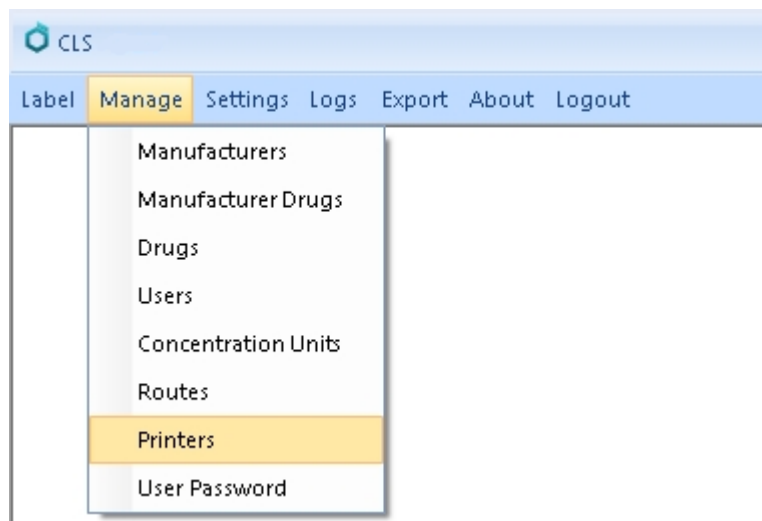 CLS
Label Manage Settings Logs Export About Logout
Manufacturers
Manufacturer Drugs
Drugs
Users
Concentration Units
Routes
Printers
User Password